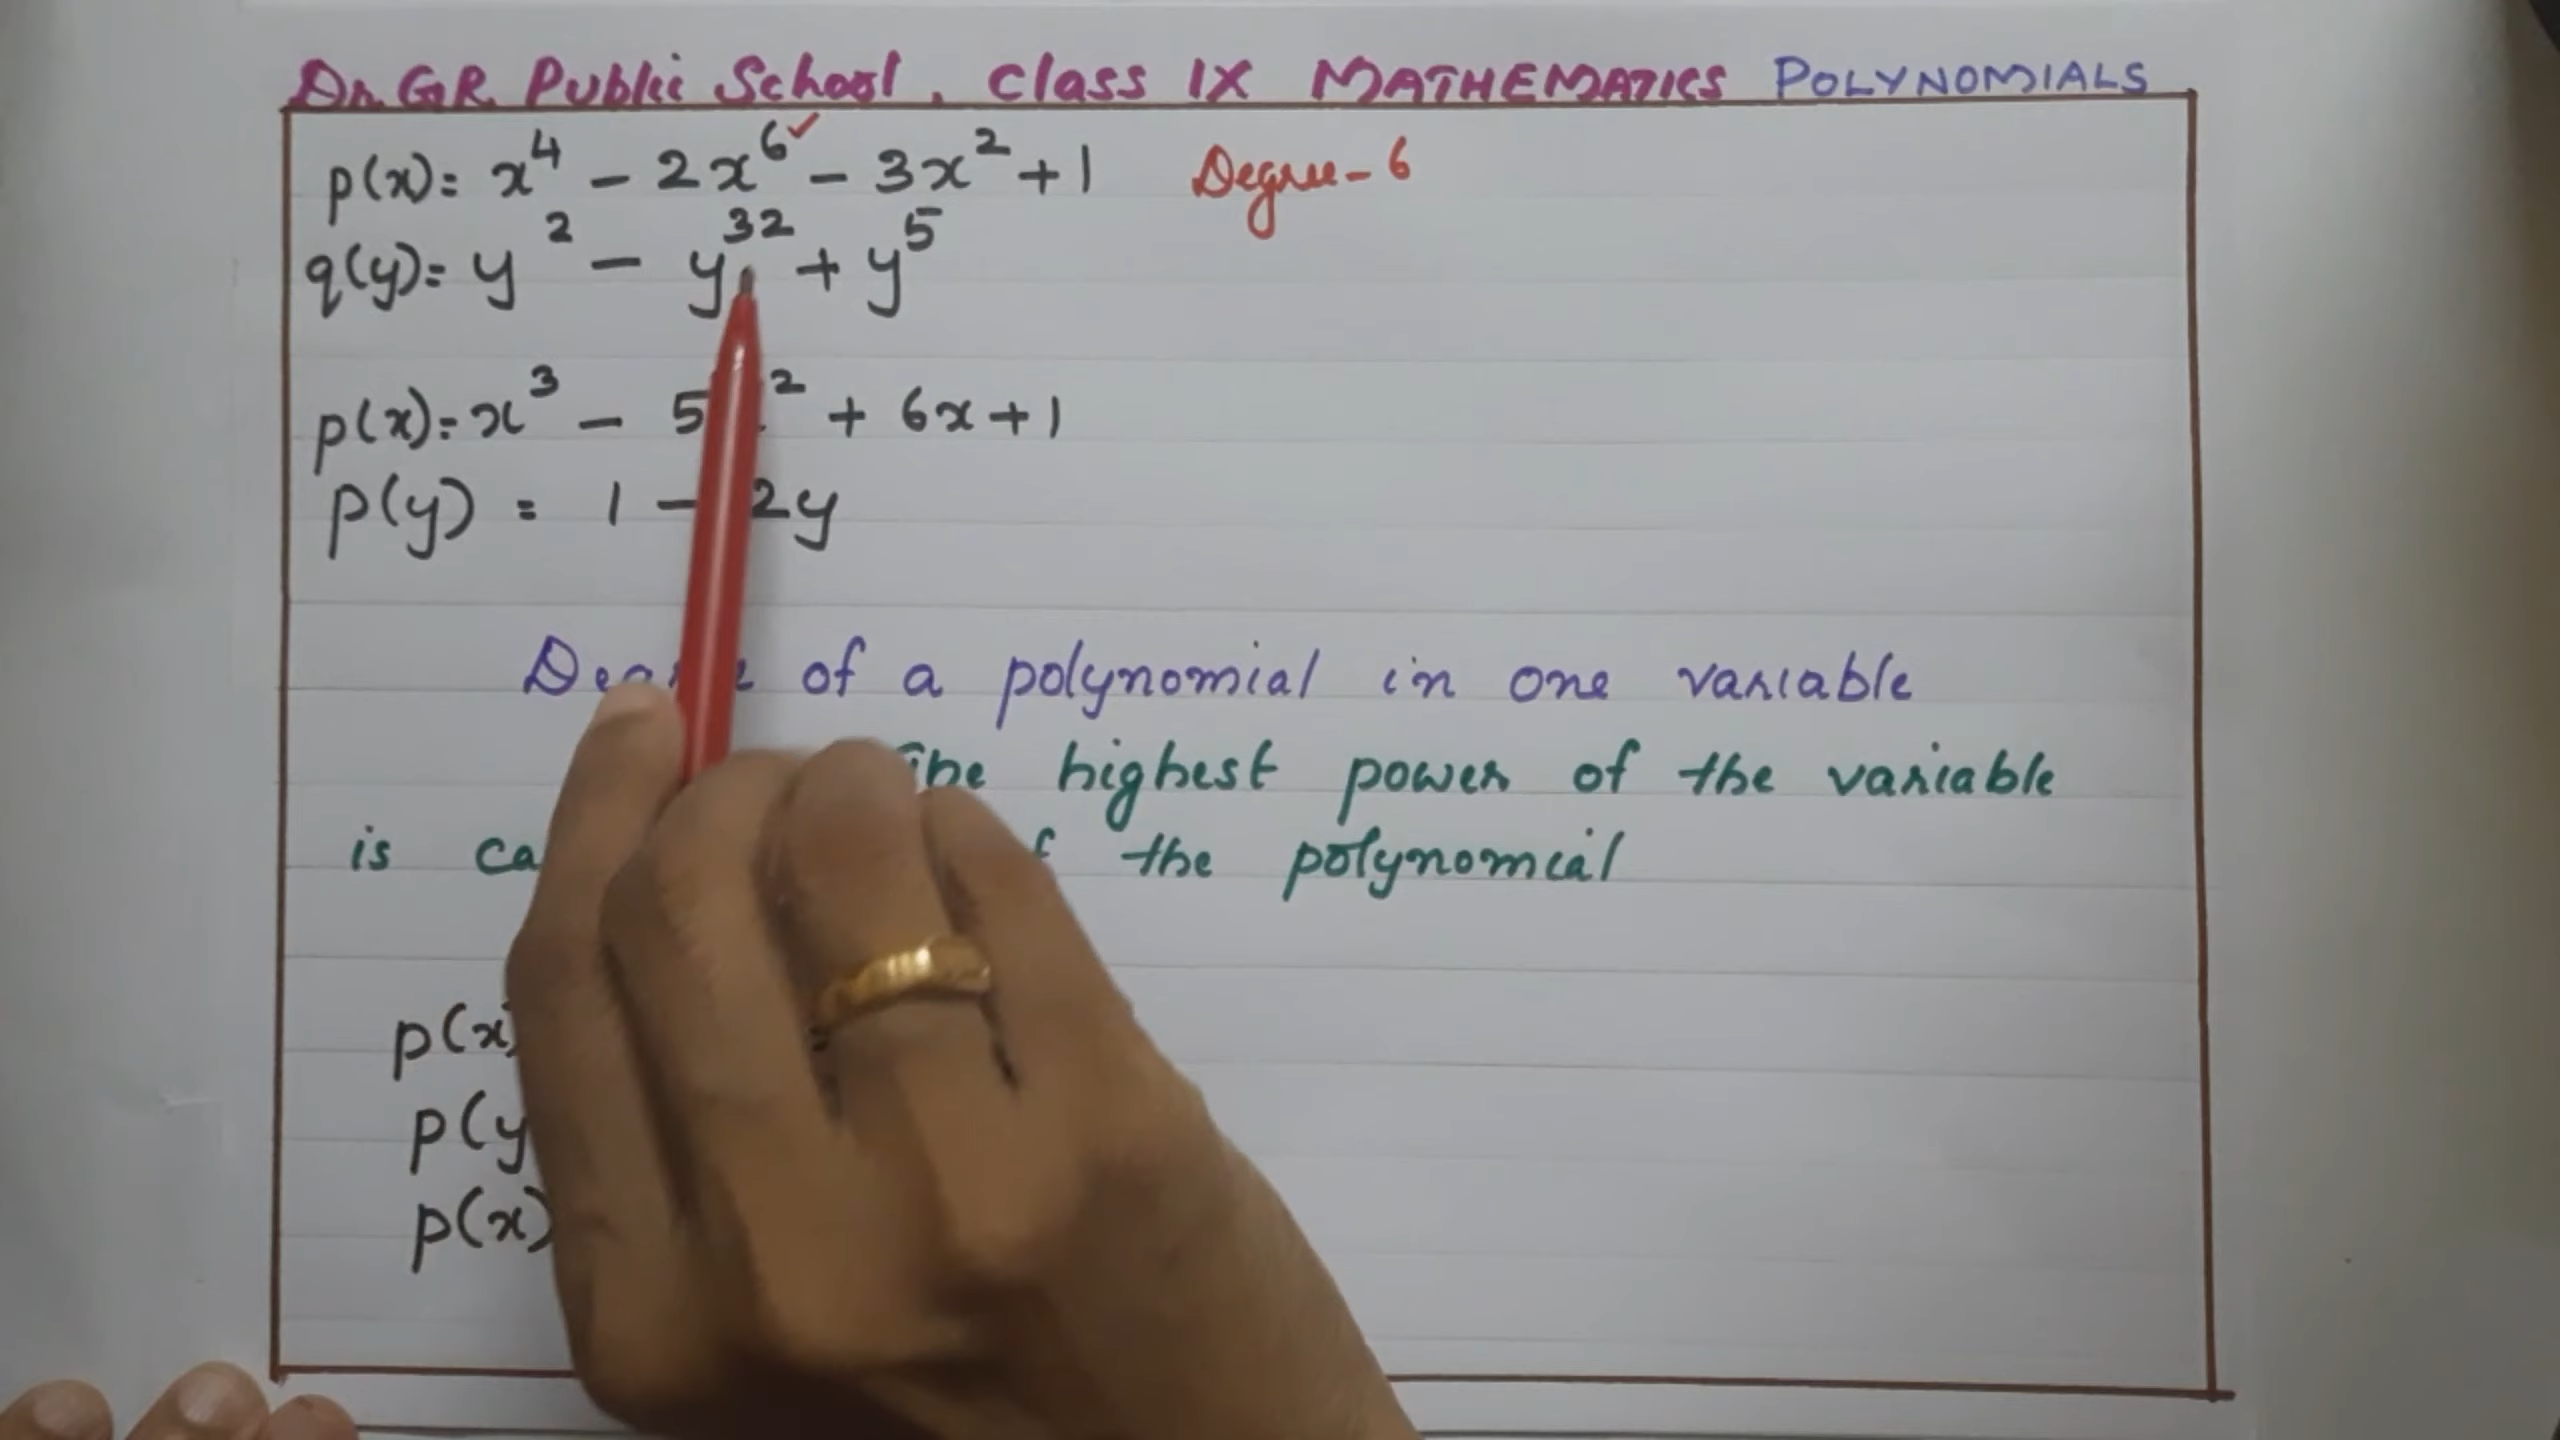 Dr. G.R. Public School, Class IX MATHEMATICS POLYNOMIALS
p(x) = x⁴ - 2x⁶ ✓ - 3x² + 1 Degree - 6
q(y) = y² - y³² + y⁵
p(x) = x³ - 5 ² + 6x + 1
p(y) = 1 - 2y
of a polynomial in one variable
The highest power of the variable
is the polynomial
p(x)
p(y
p(x)